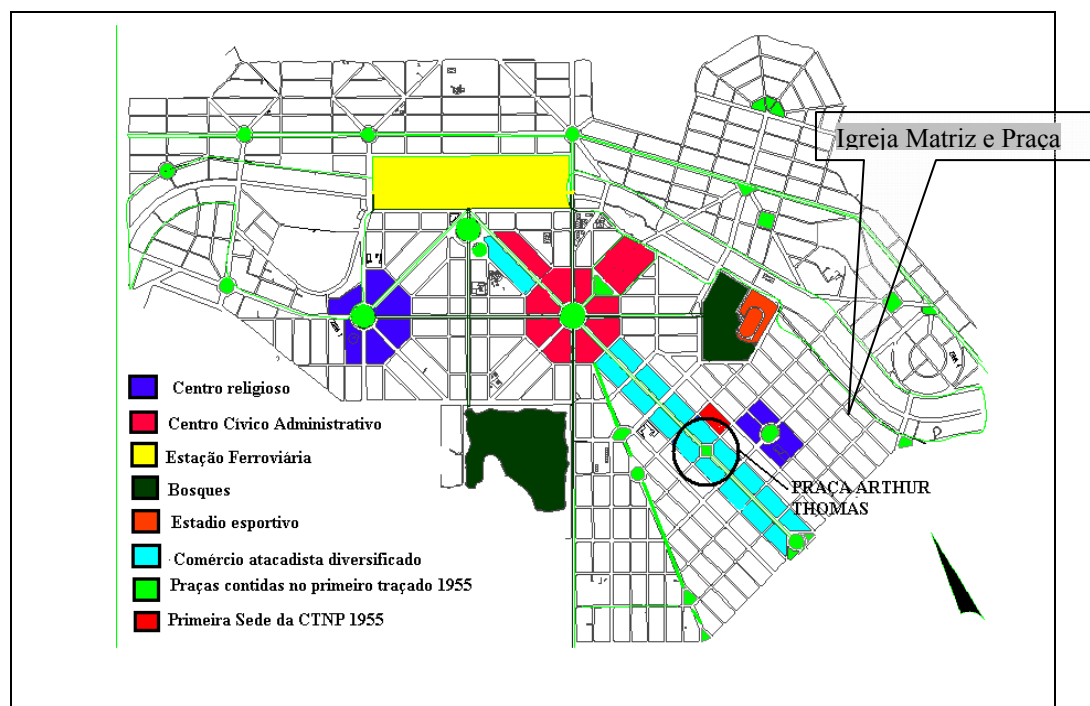 Igreja Matriz e Praça
Centro religioso
Centro Cívico Administrativo
Estação Ferroviária
Bosques
Estadio esportivo
Comércio atacadista diversificado
Praças contidas no primeiro traçado 1955
Primeira Sede da CTNP 1955
PRAÇA ARTHUR
THOMAS